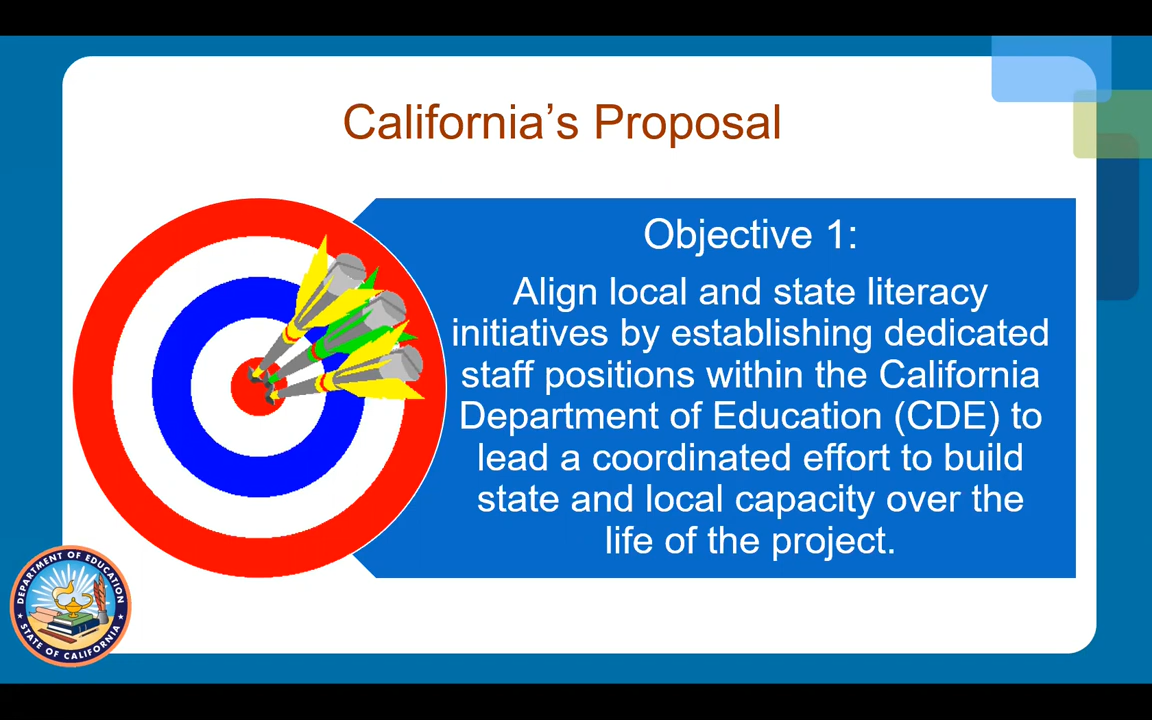 California’s Proposal
Objective 1:
Align local and state literacy
initiatives by establishing dedicated
staff positions within the California
Department of Education (CDE) to
lead a coordinated effort to build
state and local capacity over the
life of the project.
DEPARTMENT OF EDUCATION
STATE OF CALIFORNIA